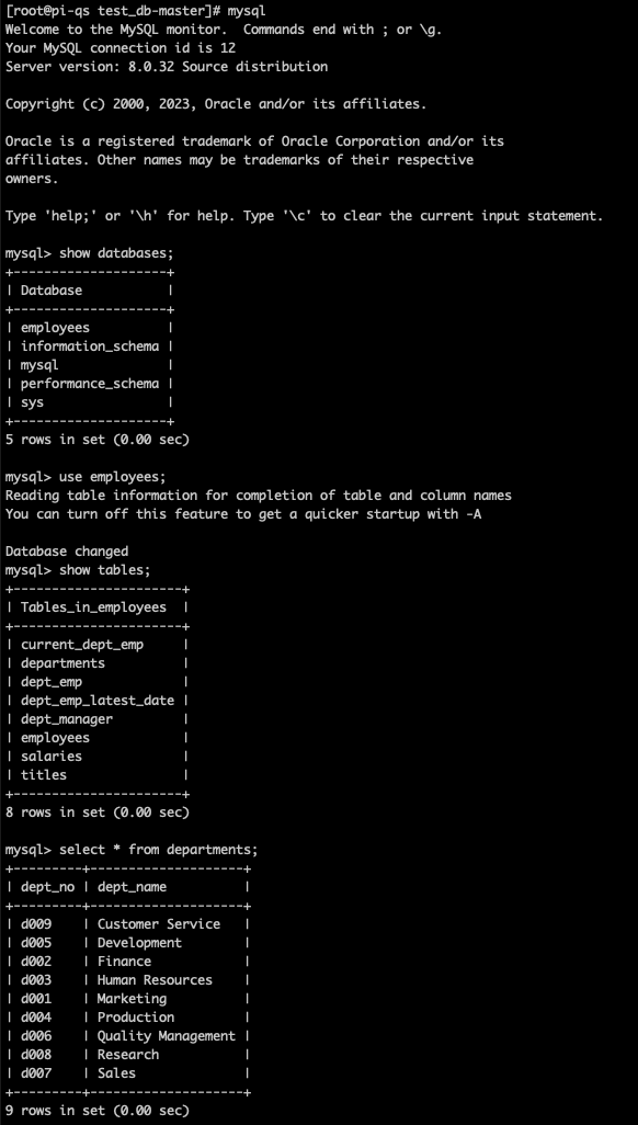 [root@pi-qs test_db-master]# mysql
Welcome to the MySQL monitor.  Commands end with ; or \g.
Your MySQL connection id is 12
Server version: 8.0.32 Source distribution

Copyright (c) 2000, 2023, Oracle and/or its affiliates.

Oracle is a registered trademark of Oracle Corporation and/or its
affiliates. Other names may be trademarks of their respective
owners.

Type 'help;' or '\h' for help. Type '\c' to clear the current input statement.

mysql> show databases;
+--------------------+
| Database           |
+--------------------+
| employees          |
| information_schema |
| mysql              |
| performance_schema |
| sys                |
+--------------------+
5 rows in set (0.00 sec)

mysql> use employees;
Reading table information for completion of table and column names
You can turn off this feature to get a quicker startup with -A

Database changed
mysql> show tables;
+----------------------+
| Tables_in_employees  |
+----------------------+
| current_dept_emp     |
| departments          |
| dept_emp             |
| dept_emp_latest_date |
| dept_manager         |
| employees            |
| salaries             |
| titles               |
+----------------------+
8 rows in set (0.00 sec)

mysql> select * from departments;
+---------+--------------------+
| dept_no | dept_name          |
+---------+--------------------+
| d009    | Customer Service   |
| d005    | Development        |
| d002    | Finance            |
| d003    | Human Resources    |
| d001    | Marketing          |
| d004    | Production         |
| d006    | Quality Management |
| d008    | Research           |
| d007    | Sales              |
+---------+--------------------+
9 rows in set (0.00 sec)